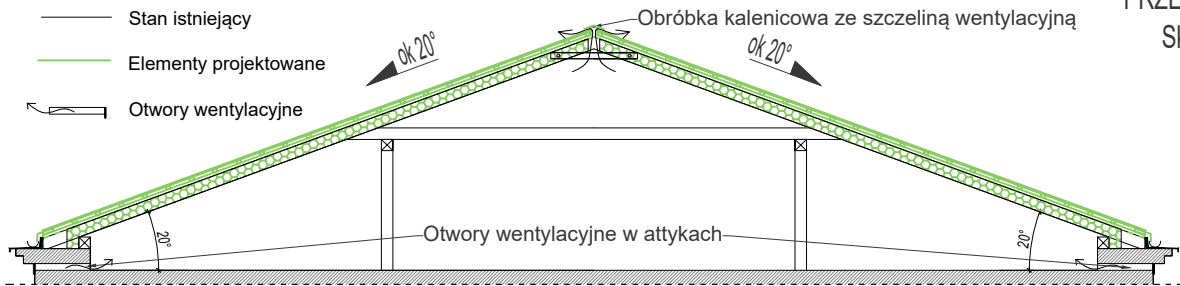 Stan istniejący
Elementy projektowane
Otwory wentylacyjne
Obróbka kalenicowa ze szczeliną wentylacyjną
ok 20°
ok 20°
Otwory wentylacyjne w attykach
20°
20°